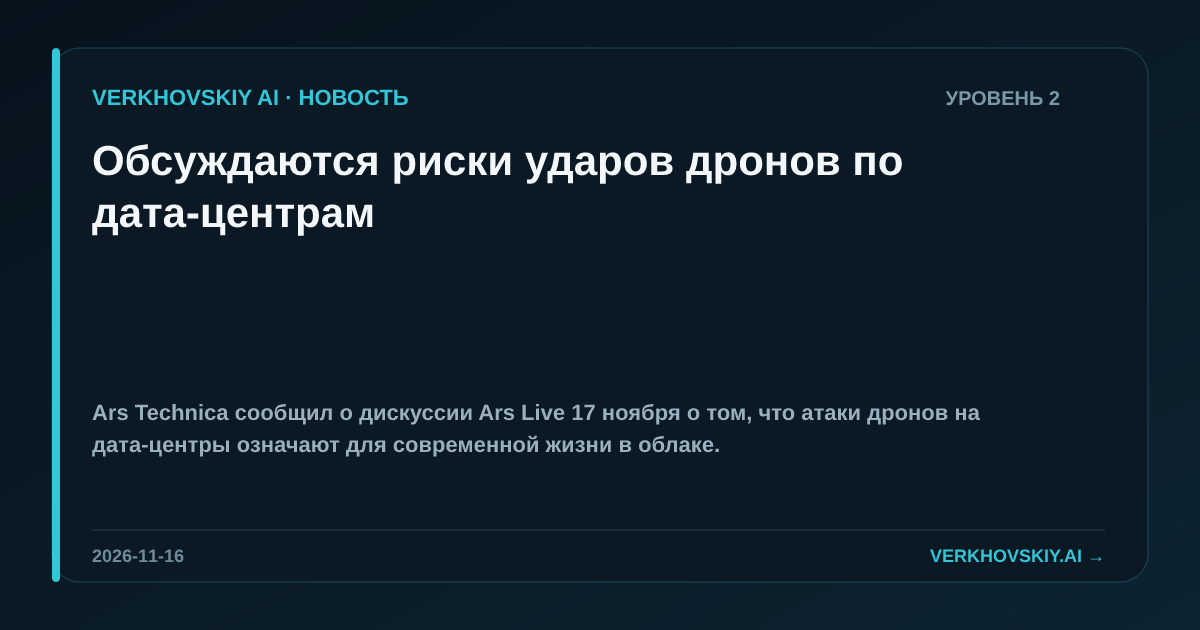 VERKHOVSKIY AI · НОВОСТЬ
УРОВЕНЬ 2
Обсуждаются риски ударов дронов по
дата-центрам
Ars Technica сообщил о дискуссии Ars Live 17 ноября о том, что атаки дронов на
дата-центры означают для современной жизни в облаке.
2026-11-16
VERKHOVSKIY.AI →